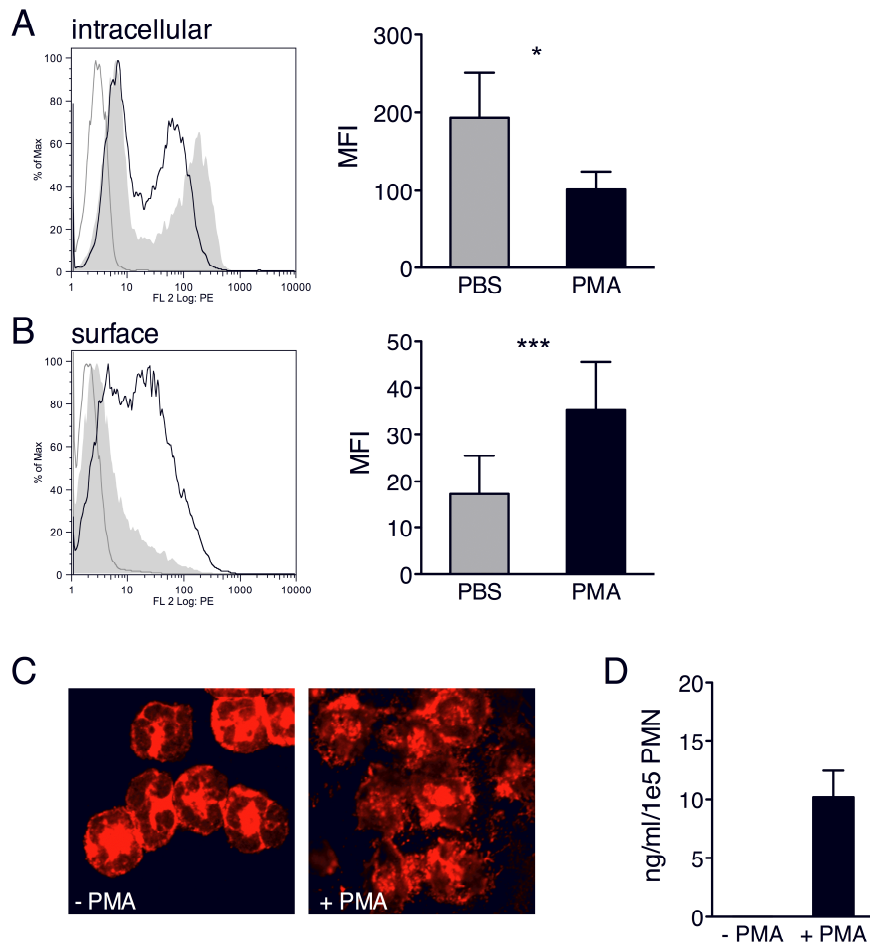 A
intracellular
100
80
60
40
20
0
% of Max
1 10 100 1000 10000
FL 2 Log: PE
300
200
100
0
MFI
*
PBS PMA
B
surface
100
80
60
40
20
0
% of Max
1 10 100 1000 10000
FL 2 Log: PE
50
40
30
20
10
0
MFI
***
PBS PMA
C
- PMA
+ PMA
D
20
15
10
5
0
ng/ml/1e5 PMN
- PMA + PMA